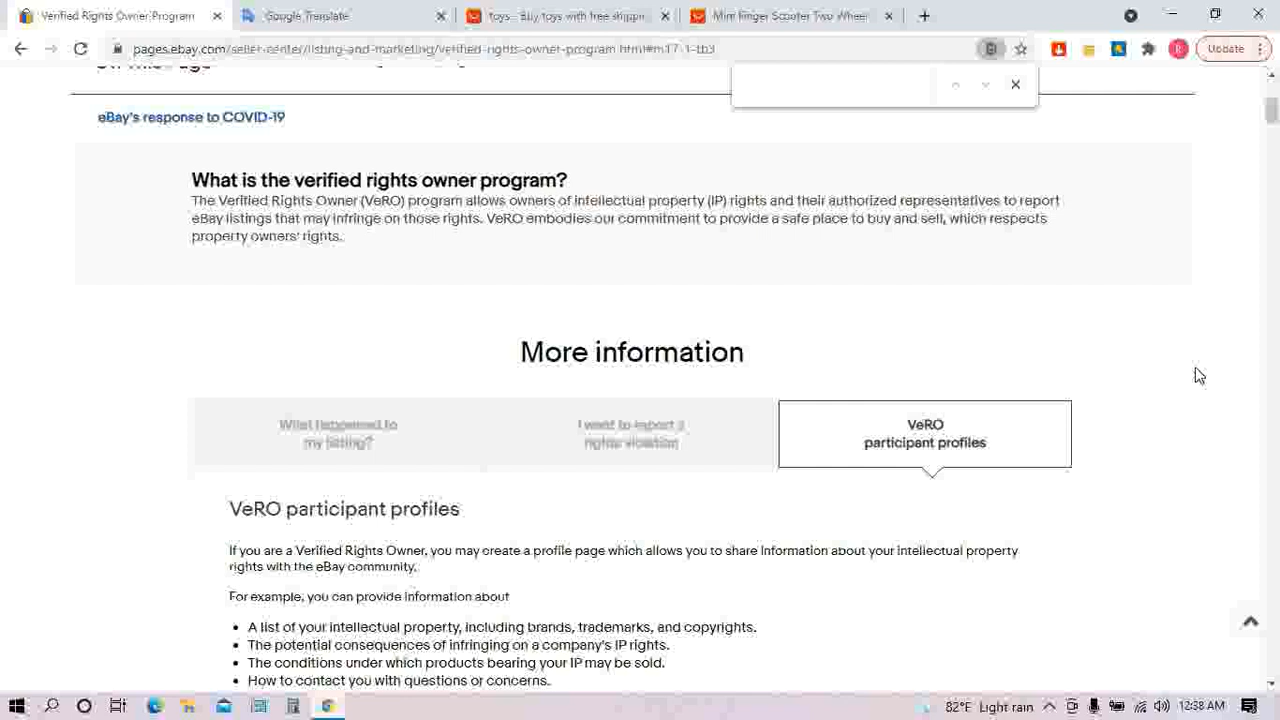 Verified Rights Owner Program
Google Translate
toys - Buy toys with free shippi
Mini Finger Scooter Two Wheel
pages.ebay.com/seller-center/listing-and-marketing/verified-rights-owner-program.html#m17-1-tb3
Update
eBay's response to COVID-19
What is the verified rights owner program?
The Verified Rights Owner (VeRO) program allows owners of intellectual property (IP) rights and their authorized representatives to report
eBay listings that may infringe on those rights. VeRO embodies our commitment to provide a safe place to buy and sell, which respects
property owners' rights.
More information
What happened to
my listing?
I want to report a
rights violation
VeRO
participant profiles
VeRO participant profiles
If you are a Verified Rights Owner, you may create a profile page which allows you to share information about your intellectual property
rights with the eBay community.
For example, you can provide information about
• A list of your intellectual property, including brands, trademarks, and copyrights.
• The potential consequences of infringing on a company's IP rights.
• The conditions under which products bearing your IP may be sold.
• How to contact you with questions or concerns.
82°F Light rain
12:38 AM